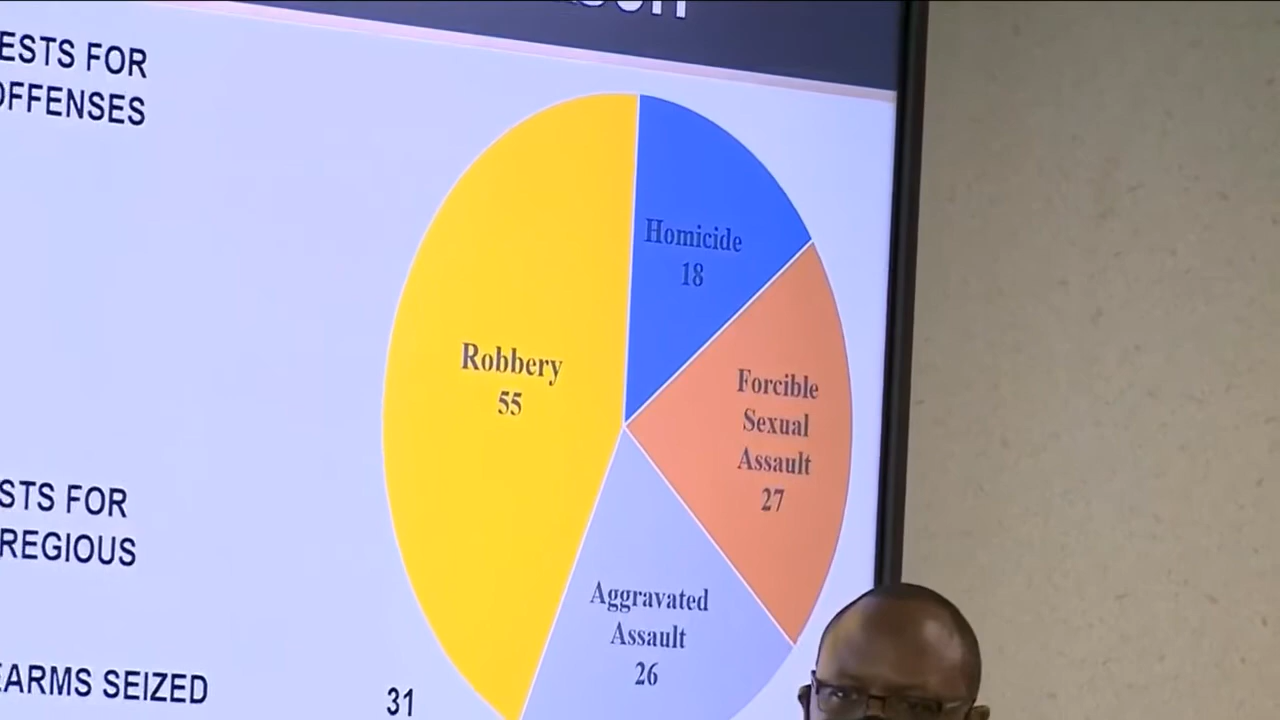 ESTS FOR
OFFENSES
Homicide
18
Robbery
55
Forcible
Sexual
Assault
27
STS FOR
REGIOUS
Aggravated
Assault
26
EARMS SEIZED 31